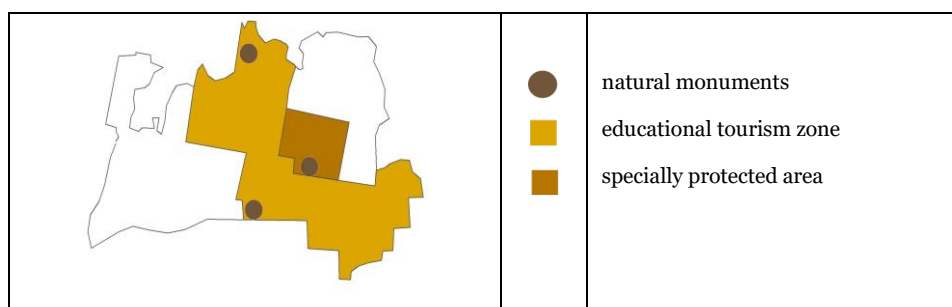 natural monuments
educational tourism zone
specially protected area